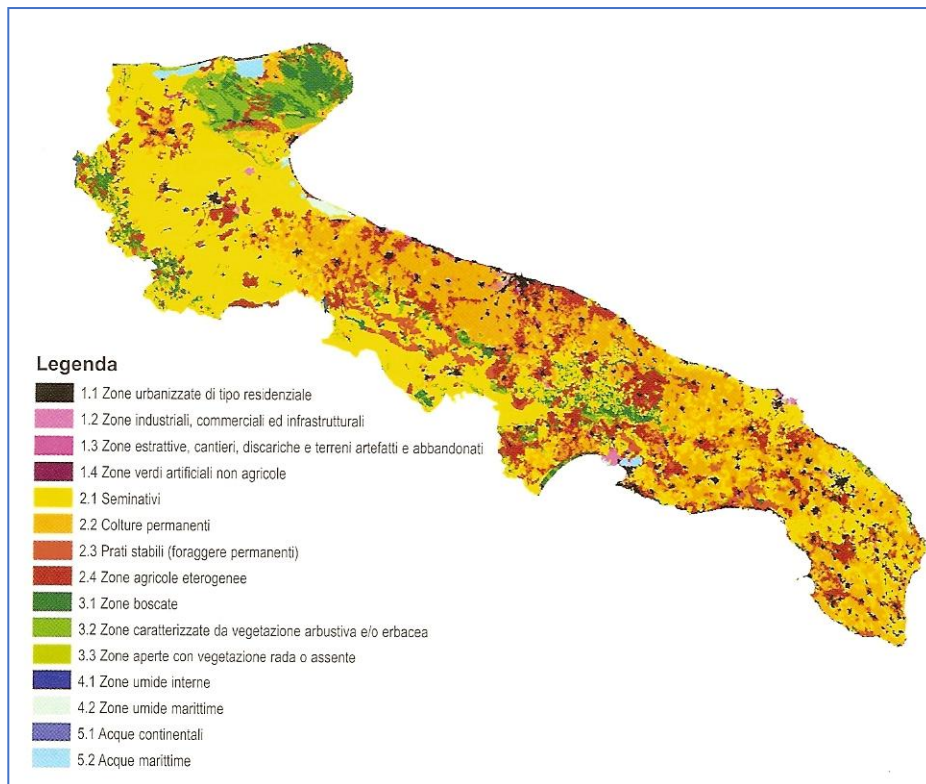 Legenda
1.1 Zone urbanizzate di tipo residenziale
1.2 Zone industriali, commerciali ed infrastrutturali
1.3 Zone estrattive, cantieri, discariche e terreni artefatti e abbandonati
1.4 Zone verdi artificiali non agricole
2.1 Seminativi
2.2 Colture permanenti
2.3 Prati stabili (foraggere permanenti)
2.4 Zone agricole eterogenee
3.1 Zone boscate
3.2 Zone caratterizzate da vegetazione arbustiva e/o erbacea
3.3 Zone aperte con vegetazione rada o assente
4.1 Zone umide interne
4.2 Zone umide marittime
5.1 Acque continentali
5.2 Acque marittime